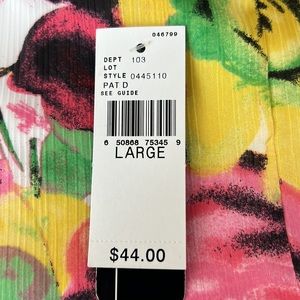 046799
DEPT 103
LOT
STYLE 0445110
PAT D
SEE GUIDE
6 50868 75345 9
LARGE
$44.00